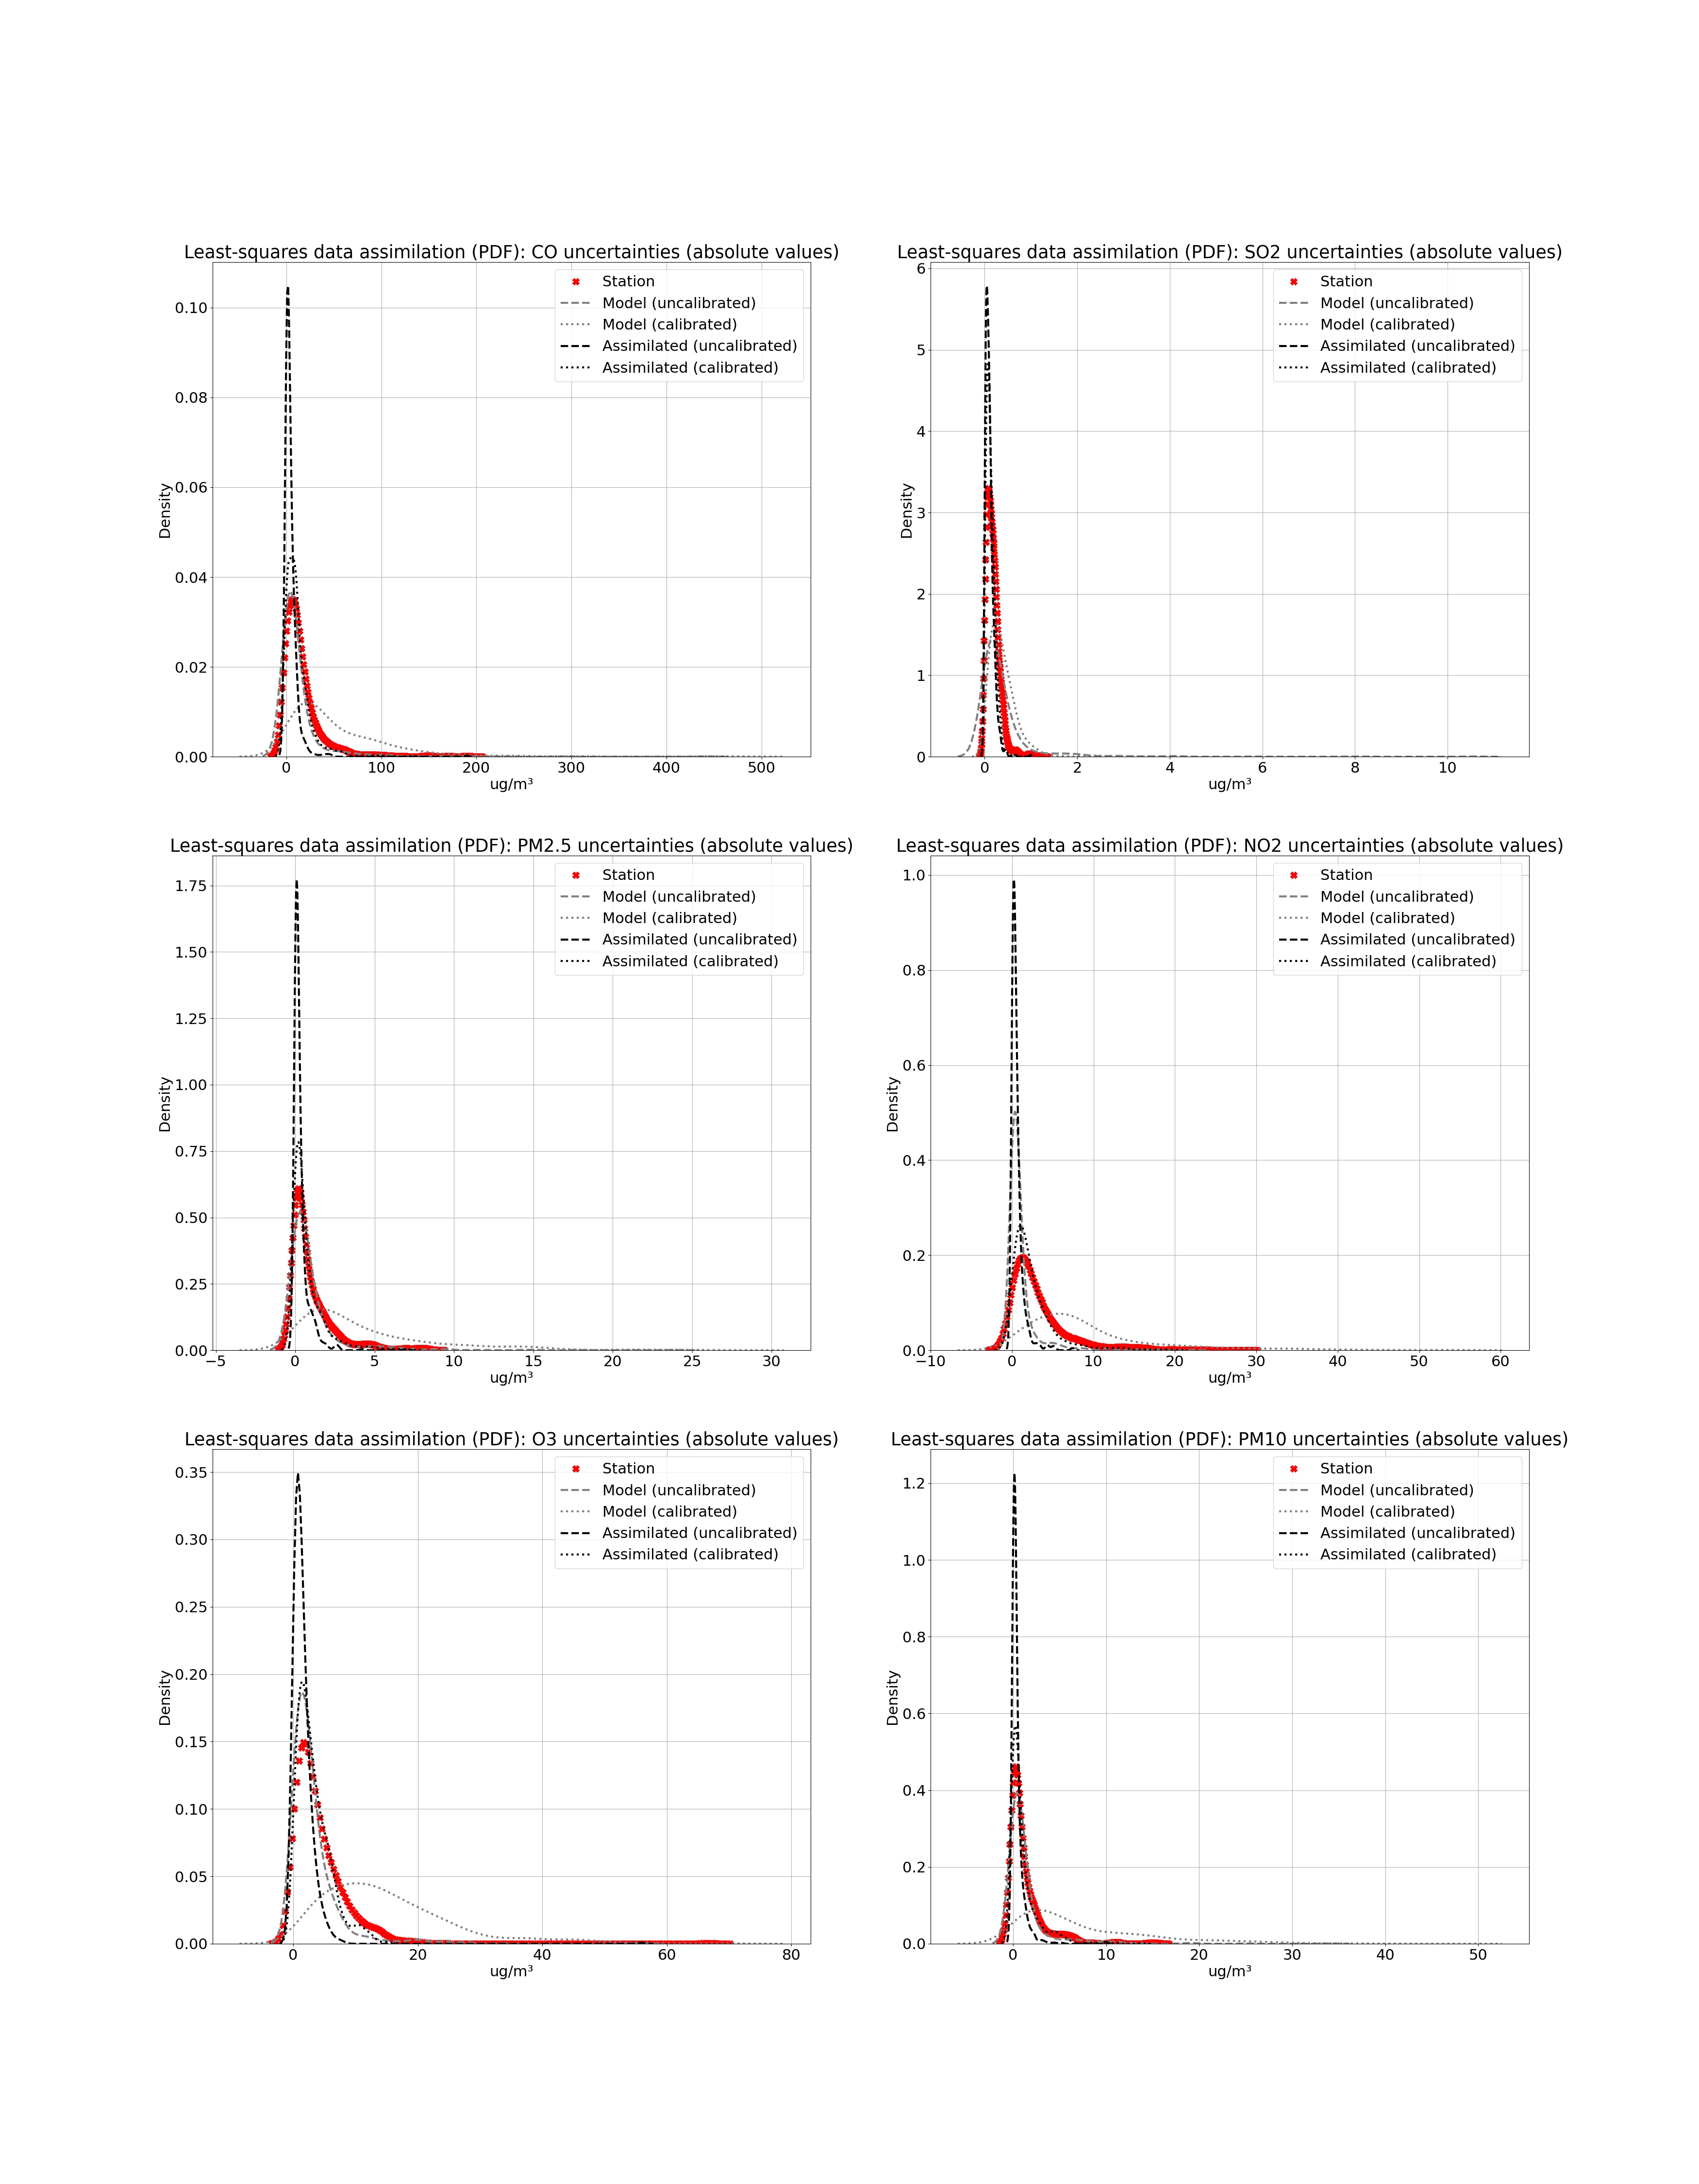 Least-squares data assimilation (PDF): CO uncertainties (absolute values)
Density
0.10
0.08
0.06
0.04
0.02
0.00
0 100 200 300 400 500
ug/m³
Station
Model (uncalibrated)
Model (calibrated)
Assimilated (uncalibrated)
Assimilated (calibrated)
Least-squares data assimilation (PDF): SO2 uncertainties (absolute values)
Density
6
5
4
3
2
1
0
0 2 4 6 8 10
ug/m³
Station
Model (uncalibrated)
Model (calibrated)
Assimilated (uncalibrated)
Assimilated (calibrated)
Least-squares data assimilation (PDF): PM2.5 uncertainties (absolute values)
Density
1.75
1.50
1.25
1.00
0.75
0.50
0.25
0.00
−5 0 5 10 15 20 25 30
ug/m³
Station
Model (uncalibrated)
Model (calibrated)
Assimilated (uncalibrated)
Assimilated (calibrated)
Least-squares data assimilation (PDF): NO2 uncertainties (absolute values)
Density
1.0
0.8
0.6
0.4
0.2
0.0
−10 0 10 20 30 40 50 60
ug/m³
Station
Model (uncalibrated)
Model (calibrated)
Assimilated (uncalibrated)
Assimilated (calibrated)
Least-squares data assimilation (PDF): O3 uncertainties (absolute values)
Density
0.35
0.30
0.25
0.20
0.15
0.10
0.05
0.00
0 20 40 60 80
ug/m³
Station
Model (uncalibrated)
Model (calibrated)
Assimilated (uncalibrated)
Assimilated (calibrated)
Least-squares data assimilation (PDF): PM10 uncertainties (absolute values)
Density
1.2
1.0
0.8
0.6
0.4
0.2
0.0
0 10 20 30 40 50
ug/m³
Station
Model (uncalibrated)
Model (calibrated)
Assimilated (uncalibrated)
Assimilated (calibrated)